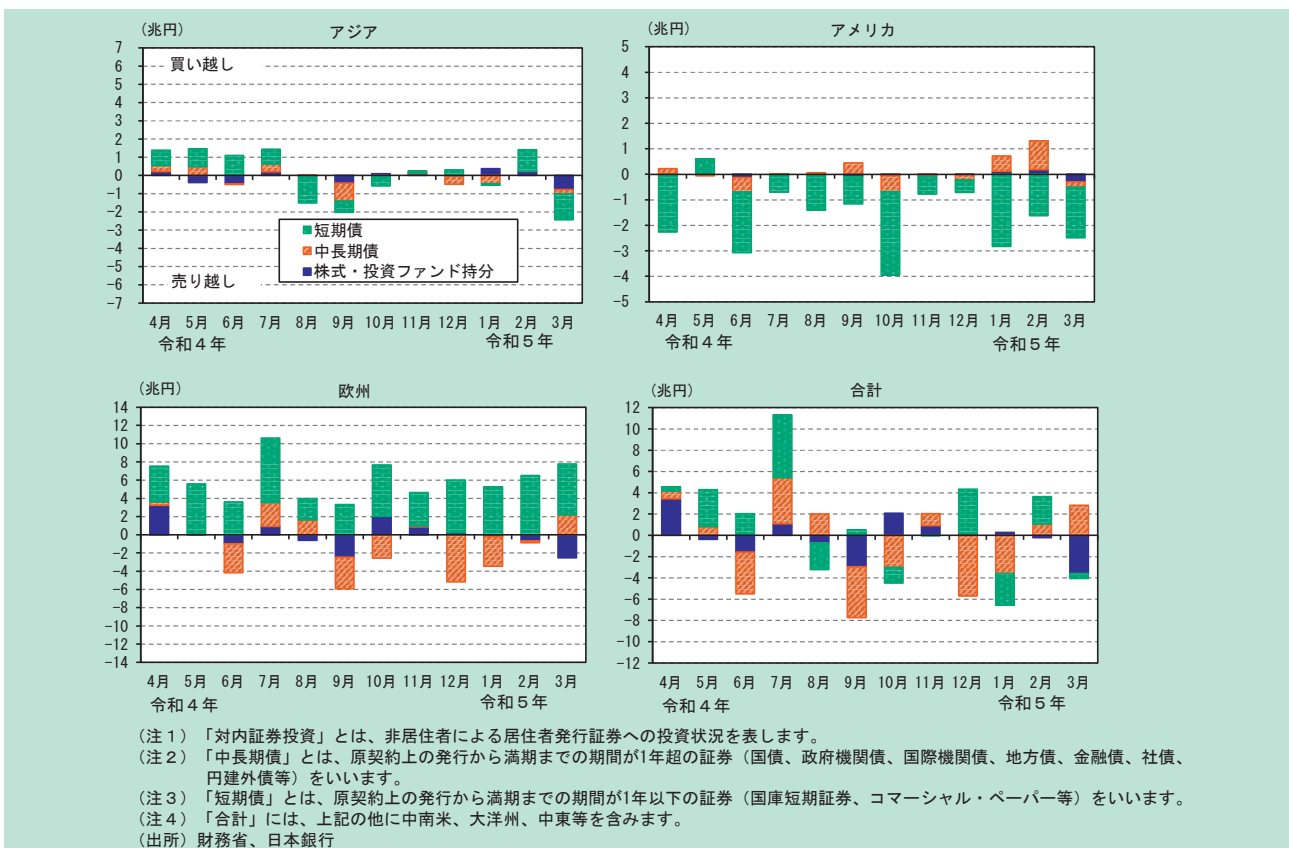 (兆円)
アジア
7
6
5
4
3
2
1
0
-1
-2
-3
-4
-5
-6
-7
買い越し
売り越し
短期債
中長期債
株式・投資ファンド持分
4月 5月 6月 7月 8月 9月 10月 11月 12月 1月 2月 3月
令和4年 令和5年
(兆円)
アメリカ
5
4
3
2
1
0
-1
-2
-3
-4
-5
4月 5月 6月 7月 8月 9月 10月 11月 12月 1月 2月 3月
令和4年 令和5年
(兆円)
欧州
14
12
10
8
6
4
2
0
-2
-4
-6
-8
-10
-12
-14
4月 5月 6月 7月 8月 9月 10月 11月 12月 1月 2月 3月
令和4年 令和5年
(兆円)
合計
12
10
8
6
4
2
0
-2
-4
-6
-8
-10
-12
4月 5月 6月 7月 8月 9月 10月 11月 12月 1月 2月 3月
令和4年 令和5年
(注1)「対内証券投資」とは、非居住者による居住者発行証券への投資状況を表します。
(注2)「中長期債」とは、原契約上の発行から満期までの期間が1年超の証券（国債、政府機関債、国際機関債、地方債、金融債、社債、
円建外債等）をいいます。
(注3)「短期債」とは、原契約上の発行から満期までの期間が1年以下の証券（国庫短期証券、コマーシャル・ペーパー等）をいいます。
(注4)「合計」には、上記の他に中南米、大洋州、中東等を含みます。
(出所) 財務省、日本銀行